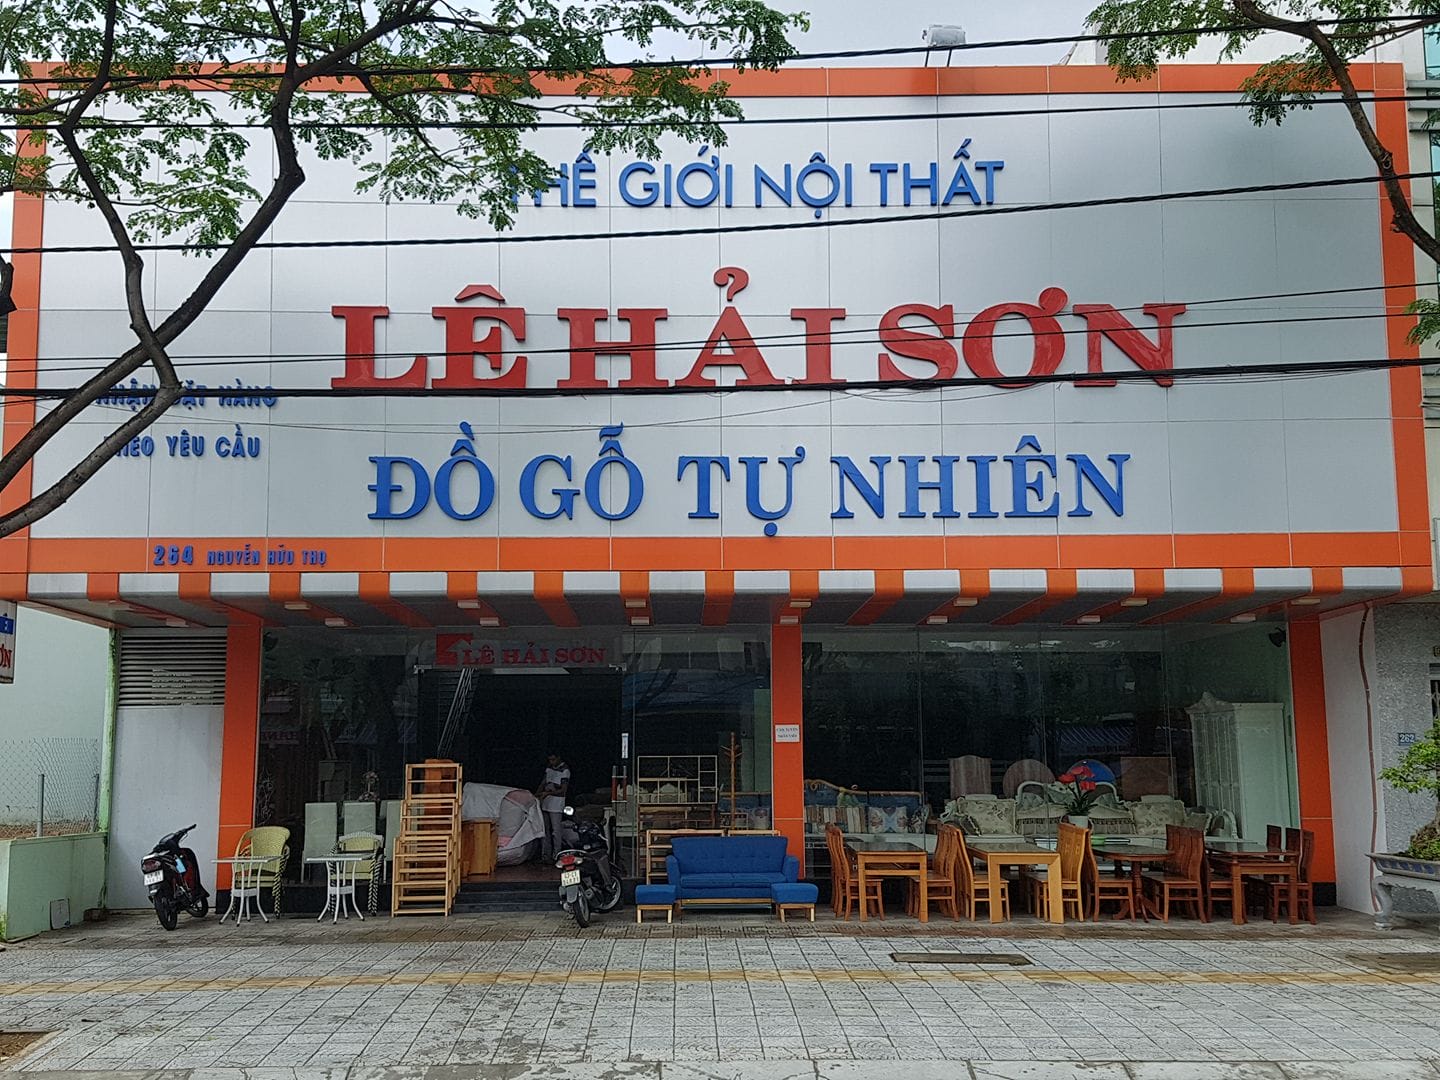 THẾ GIỚI NỘI THẤT
LÊ HẢI SƠN
NHẬN ĐẶT HÀNG
THEO YÊU CẦU
ĐỒ GỖ TỰ NHIÊN
264 NGUYỄN HỮU THỌ
LÊ HẢI SƠN
262